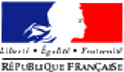 Liberté • Égalité • Fraternité
RÉPUBLIQUE FRANÇAISE